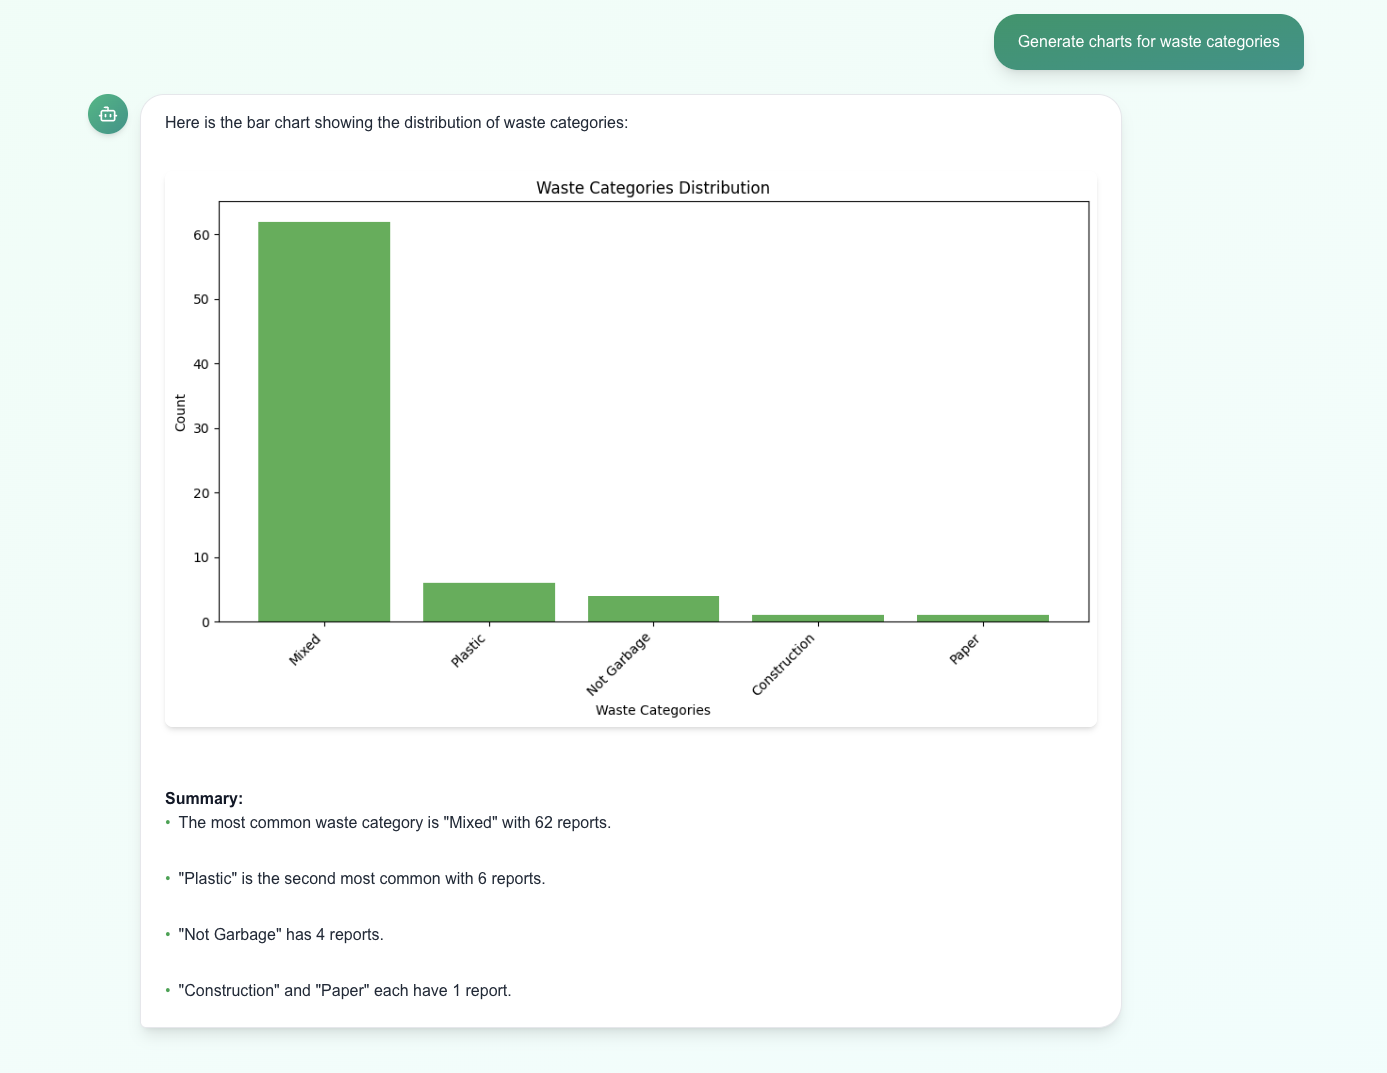 Generate charts for waste categories
Here is the bar chart showing the distribution of waste categories:
Waste Categories Distribution
60
50
40
30
20
10
0
Count
Mixed
Plastic
Not Garbage
Construction
Paper
Waste Categories
Summary:
• The most common waste category is "Mixed" with 62 reports.
• "Plastic" is the second most common with 6 reports.
• "Not Garbage" has 4 reports.
• "Construction" and "Paper" each have 1 report.